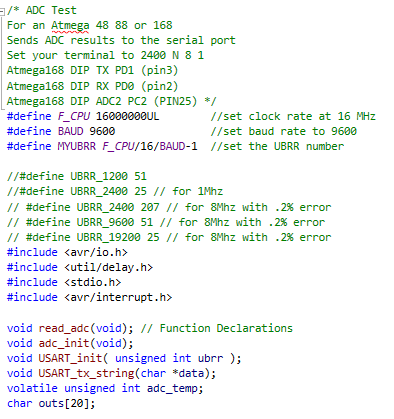 /* ADC Test
For an Atmega 48 88 or 168
Sends ADC results to the serial port
Set your terminal to 2400 N 8 1
Atmega168 DIP TX PD1 (pin3)
Atmega168 DIP RX PD0 (pin2)
Atmega168 DIP ADC2 PC2 (PIN25) */
#define F_CPU 16000000UL //set clock rate at 16 MHz
#define BAUD 9600 //set baud rate to 9600
#define MYUBRR F_CPU/16/BAUD-1 //set the UBRR number
//#define UBRR_1200 51
//#define UBRR_2400 25 // for 1Mhz
// #define UBRR_2400 207 // for 8Mhz with .2% error
// #define UBRR_9600 51 // for 8Mhz with .2% error
// #define UBRR_19200 25 // for 8Mhz with .2% error
#include <avr/io.h>
#include <util/delay.h>
#include <stdio.h>
#include <avr/interrupt.h>
void read_adc(void); // Function Declarations
void adc_init(void);
void USART_init( unsigned int ubrr );
void USART_tx_string(char *data);
volatile unsigned int adc_temp;
char outs[20];